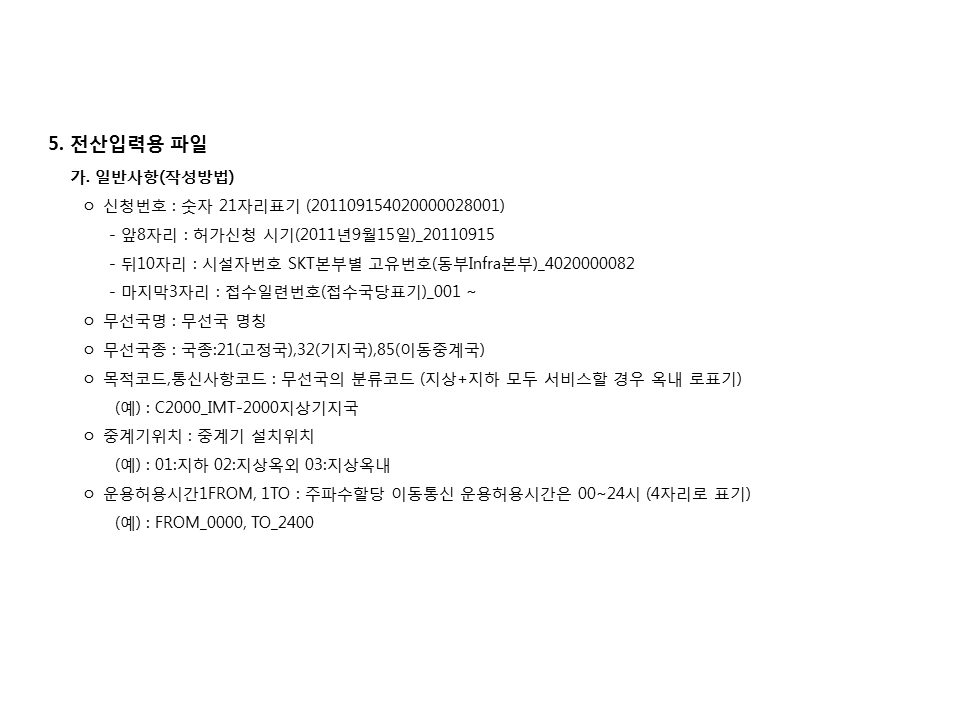 5. 전산입력용 파일
가. 일반사항(작성방법)
ㅇ 신청번호 : 숫자 21자리표기 (201109154020000028001)
- 앞8자리 : 허가신청 시기(2011년9월15일)_20110915
- 뒤10자리 : 시설자번호 SKT본부별 고유번호(동부Infra본부)_4020000082
- 마지막3자리 : 접수일련번호(접수국당표기)_001 ~
ㅇ 무선국명 : 무선국 명칭
ㅇ 무선국종 : 국종:21(고정국),32(기지국),85(이동중계국)
ㅇ 목적코드,통신사항코드 : 무선국의 분류코드 (지상+지하 모두 서비스할 경우 옥내 로표기)
(예) : C2000_IMT-2000지상기지국
ㅇ 중계기위치 : 중계기 설치위치
(예) : 01:지하 02:지상옥외 03:지상옥내
ㅇ 운용허용시간1FROM, 1TO : 주파수할당 이동통신 운용허용시간은 00~24시 (4자리로 표기)
(예) : FROM_0000, TO_2400